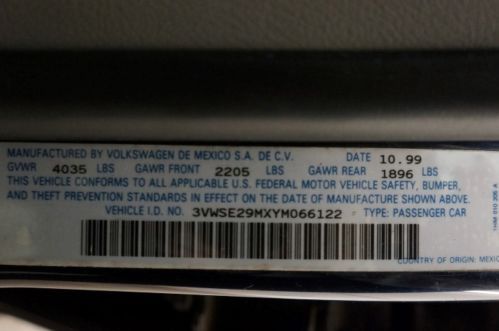 MANUFACTURED BY VOLKSWAGEN DE MEXICO S.A. DE C.V. DATE 10.99
GVWR 4035 LBS GAWR FRONT 2205 LBS GAWR REAR 1896 LBS
THIS VEHICLE CONFORMS TO ALL APPLICABLE U.S. FEDERAL MOTOR VEHICLE SAFETY, BUMPER,
AND THEFT PREVENTION STANDARDS IN EFFECT ON THE DATE OF MANUFACTURE SHOWN ABOVE.
VEHICLE I.D. NO. 3VWSE29MXYM066122 TYPE: PASSENGER CAR
COUNTRY OF ORIGIN: MEXICO